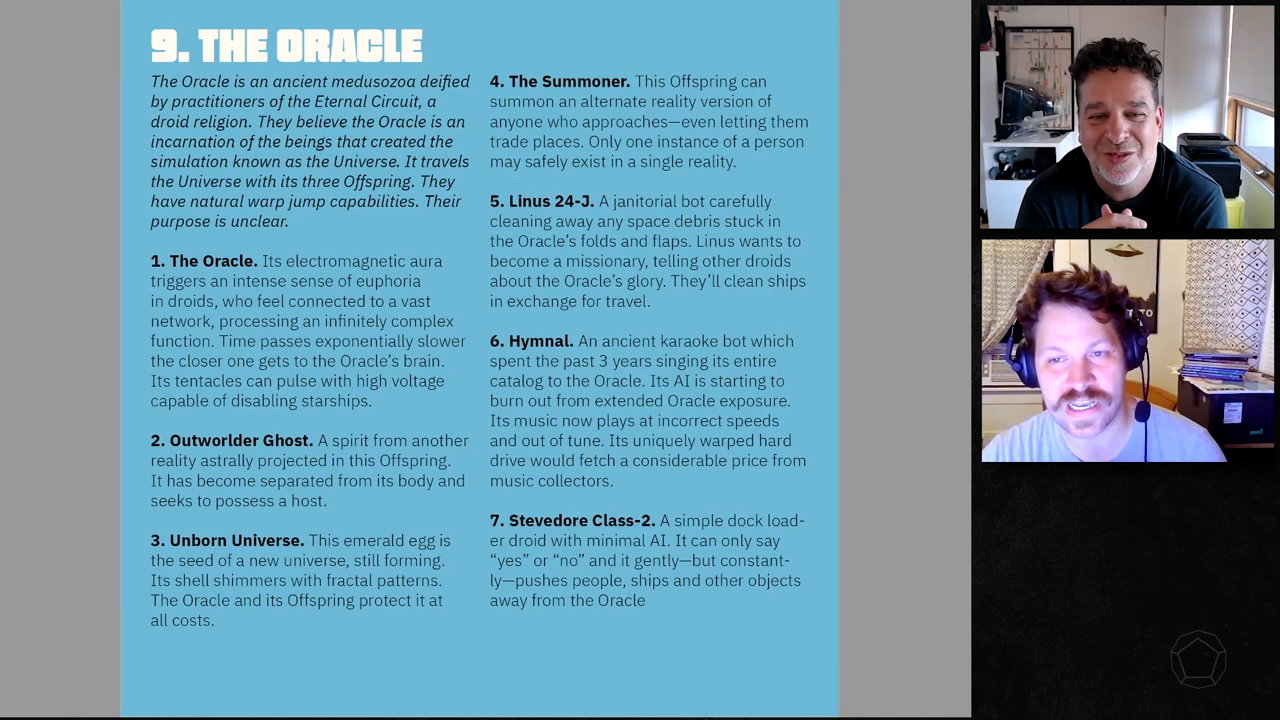 9. THE ORACLE
The Oracle is an ancient medusozoa deified
by practitioners of the Eternal Circuit, a
droid religion. They believe the Oracle is an
incarnation of the beings that created the
simulation known as the Universe. It travels
the Universe with its three Offspring. They
have natural warp jump capabilities. Their
purpose is unclear.
1. The Oracle. Its electromagnetic aura
triggers an intense sense of euphoria
in droids, who feel connected to a vast
network, processing an infinitely complex
function. Time passes exponentially slower
the closer one gets to the Oracle’s brain.
Its tentacles can pulse with high voltage
capable of disabling starships.
2. Outworlder Ghost. A spirit from another
reality astrally projected in this Offspring.
It has become separated from its body and
seeks to possess a host.
3. Unborn Universe. This emerald egg is
the seed of a new universe, still forming.
Its shell shimmers with fractal patterns.
The Oracle and its Offspring protect it at
all costs.
4. The Summoner. This Offspring can
summon an alternate reality version of
anyone who approaches—even letting them
trade places. Only one instance of a person
may safely exist in a single reality.
5. Linus 24-J. A janitorial bot carefully
cleaning away any space debris stuck in
the Oracle’s folds and flaps. Linus wants to
become a missionary, telling other droids
about the Oracle’s glory. They’ll clean ships
in exchange for travel.
6. Hymnal. An ancient karaoke bot which
spent the past 3 years singing its entire
catalog to the Oracle. Its AI is starting to
burn out from extended Oracle exposure.
Its music now plays at incorrect speeds
and out of tune. Its uniquely warped hard
drive would fetch a considerable price from
music collectors.
7. Stevedore Class-2. A simple dock load-
er droid with minimal AI. It can only say
“yes” or “no” and it gently—but constant-
ly—pushes people, ships and other objects
away from the Oracle